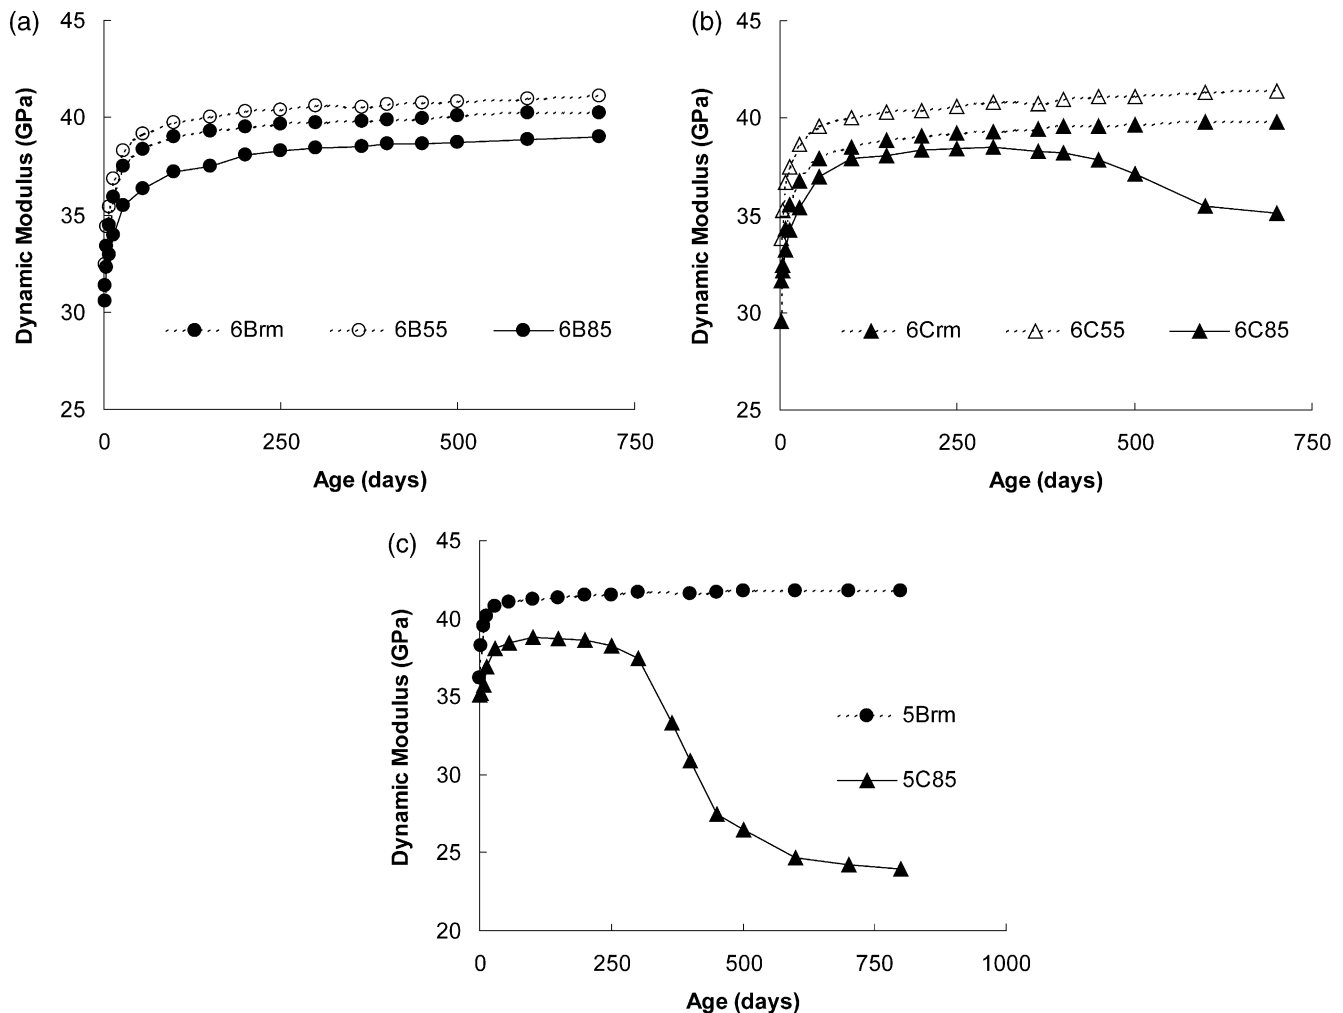 (a)
45
40
35
30
25
Dynamic Modulus (GPa)
6Brm 6B55 6B85
0 250 500 750
Age (days)
(b)
45
40
35
30
25
Dynamic Modulus (GPa)
6Crm 6C55 6C85
0 250 500 750
Age (days)
(c)
45
40
35
30
25
20
Dynamic Modulus (GPa)
5Brm
5C85
0 250 500 750 1000
Age (days)